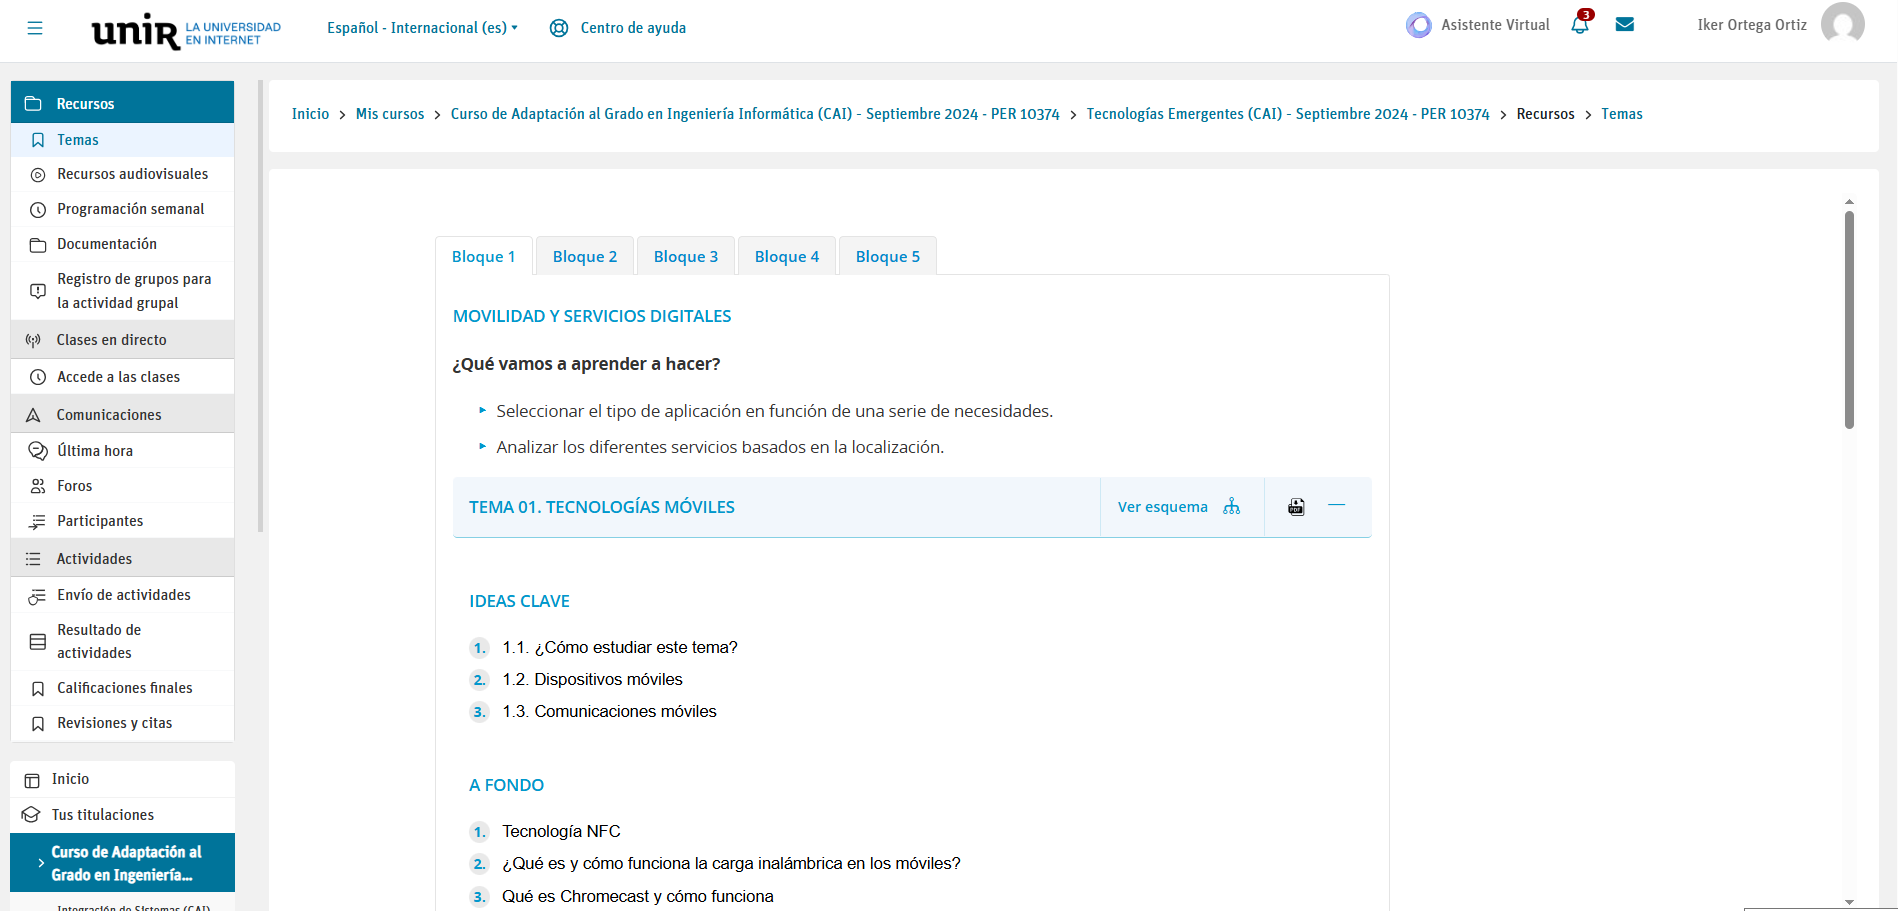 unir LA UNIVERSIDAD
EN INTERNET
Español - Internacional (es)
Centro de ayuda
Asistente Virtual
3
Iker Ortega Ortiz
Recursos
Temas
Recursos audiovisuales
Programación semanal
Documentación
Registro de grupos para
la actividad grupal
Clases en directo
Accede a las clases
Comunicaciones
Última hora
Foros
Participantes
Actividades
Envío de actividades
Resultado de
actividades
Calificaciones finales
Revisiones y citas
Inicio
Tus titulaciones
Curso de Adaptación al
Grado en Ingeniería...
Integración de Sistemas (CAI)
Inicio > Mis cursos > Curso de Adaptación al Grado en Ingeniería Informática (CAI) - Septiembre 2024 - PER 10374 > Tecnologías Emergentes (CAI) - Septiembre 2024 - PER 10374 > Recursos > Temas
Bloque 1 Bloque 2 Bloque 3 Bloque 4 Bloque 5
MOVILIDAD Y SERVICIOS DIGITALES
¿Qué vamos a aprender a hacer?
Seleccionar el tipo de aplicación en función de una serie de necesidades.
Analizar los diferentes servicios basados en la localización.
TEMA 01. TECNOLOGÍAS MÓVILES
Ver esquema
PDF
IDEAS CLAVE
1. 1.1. ¿Cómo estudiar este tema?
2. 1.2. Dispositivos móviles
3. 1.3. Comunicaciones móviles
A FONDO
1. Tecnología NFC
2. ¿Qué es y cómo funciona la carga inalámbrica en los móviles?
3. Qué es Chromecast y cómo funciona